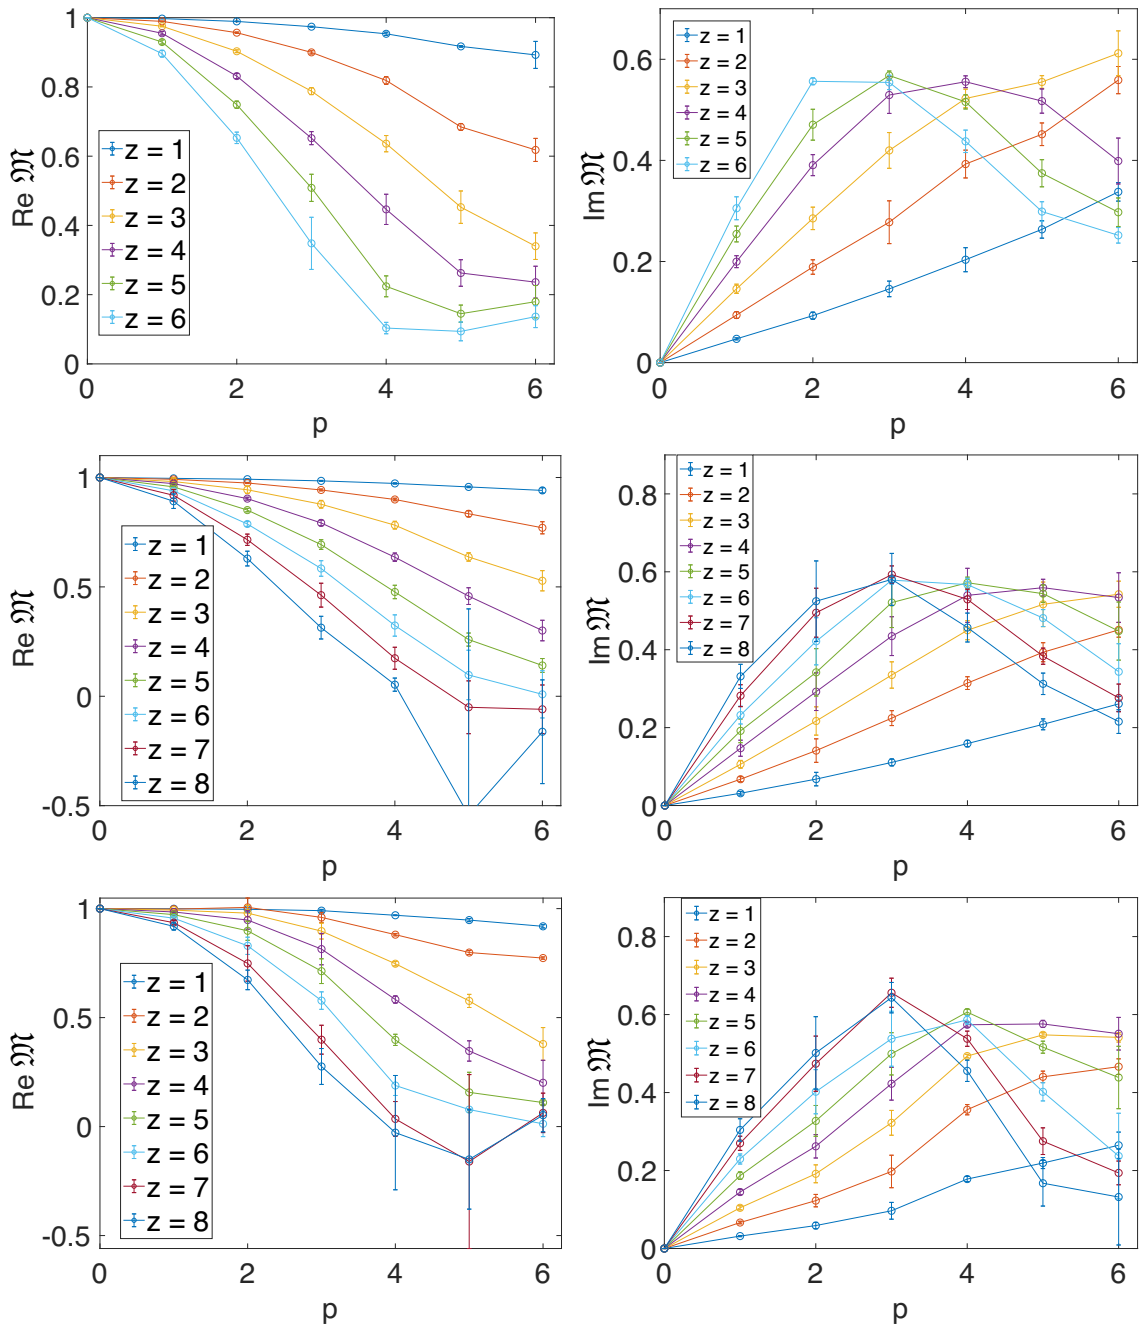 1
0.8
0.6
0.4
0.2
0
Re 𝔐
z = 1
z = 2
z = 3
z = 4
z = 5
z = 6
0 2 4 6
p
0.6
0.4
0.2
0
Im 𝔐
z = 1
z = 2
z = 3
z = 4
z = 5
z = 6
0 2 4 6
p
1
0.5
0
-0.5
Re 𝔐
z = 1
z = 2
z = 3
z = 4
z = 5
z = 6
z = 7
z = 8
0 2 4 6
p
0.8
0.6
0.4
0.2
0
Im 𝔐
z = 1
z = 2
z = 3
z = 4
z = 5
z = 6
z = 7
z = 8
0 2 4 6
p
1
0.5
0
-0.5
Re 𝔐
z = 1
z = 2
z = 3
z = 4
z = 5
z = 6
z = 7
z = 8
0 2 4 6
p
0.8
0.6
0.4
0.2
0
Im 𝔐
z = 1
z = 2
z = 3
z = 4
z = 5
z = 6
z = 7
z = 8
0 2 4 6
p